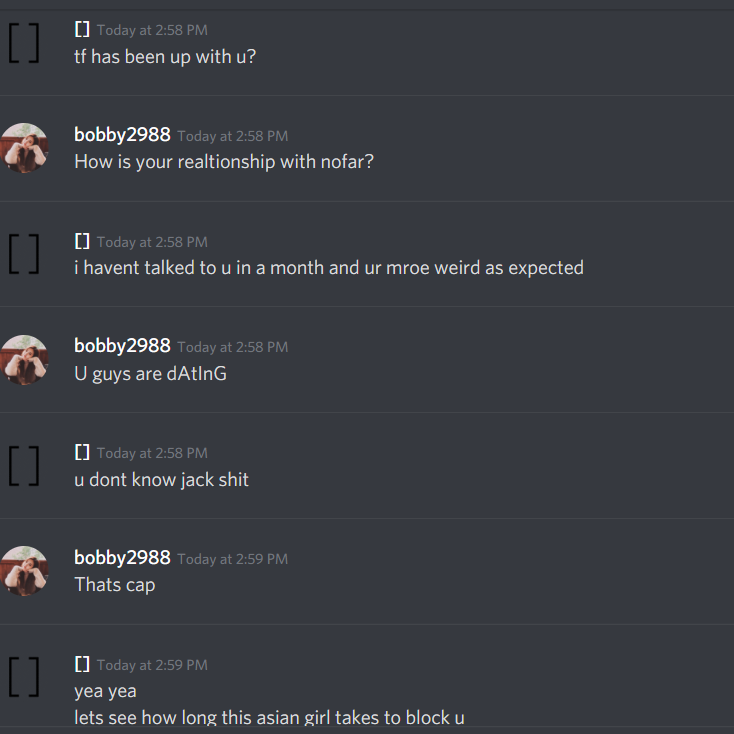 [] Today at 2:58 PM
tf has been up with u?
bobby2988 Today at 2:58 PM
How is your realtionship with nofar?
[] Today at 2:58 PM
i havent talked to u in a month and ur mroe weird as expected
bobby2988 Today at 2:58 PM
U guys are dAtInG
[] Today at 2:58 PM
u dont know jack shit
bobby2988 Today at 2:59 PM
Thats cap
[] Today at 2:59 PM
yea yea
lets see how long this asian girl takes to block u